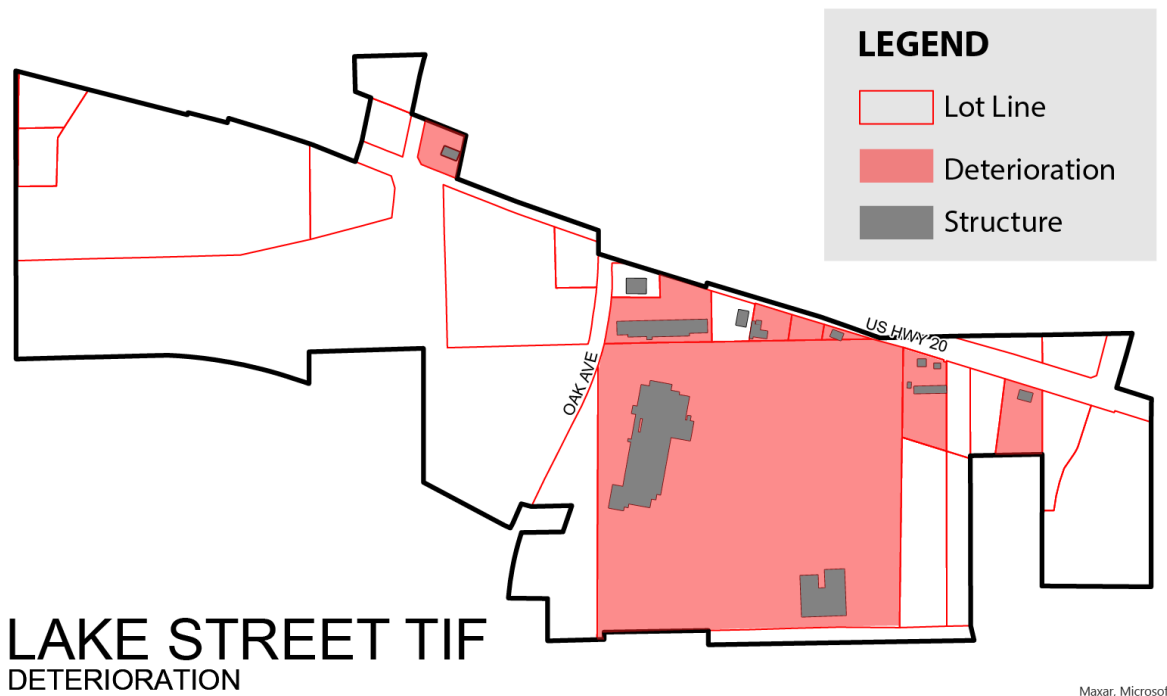 LEGEND
Lot Line
Deterioration
Structure
US HWY 20
OAK AVE
LAKE STREET TIF
DETERIORATION
Maxar, Microsof